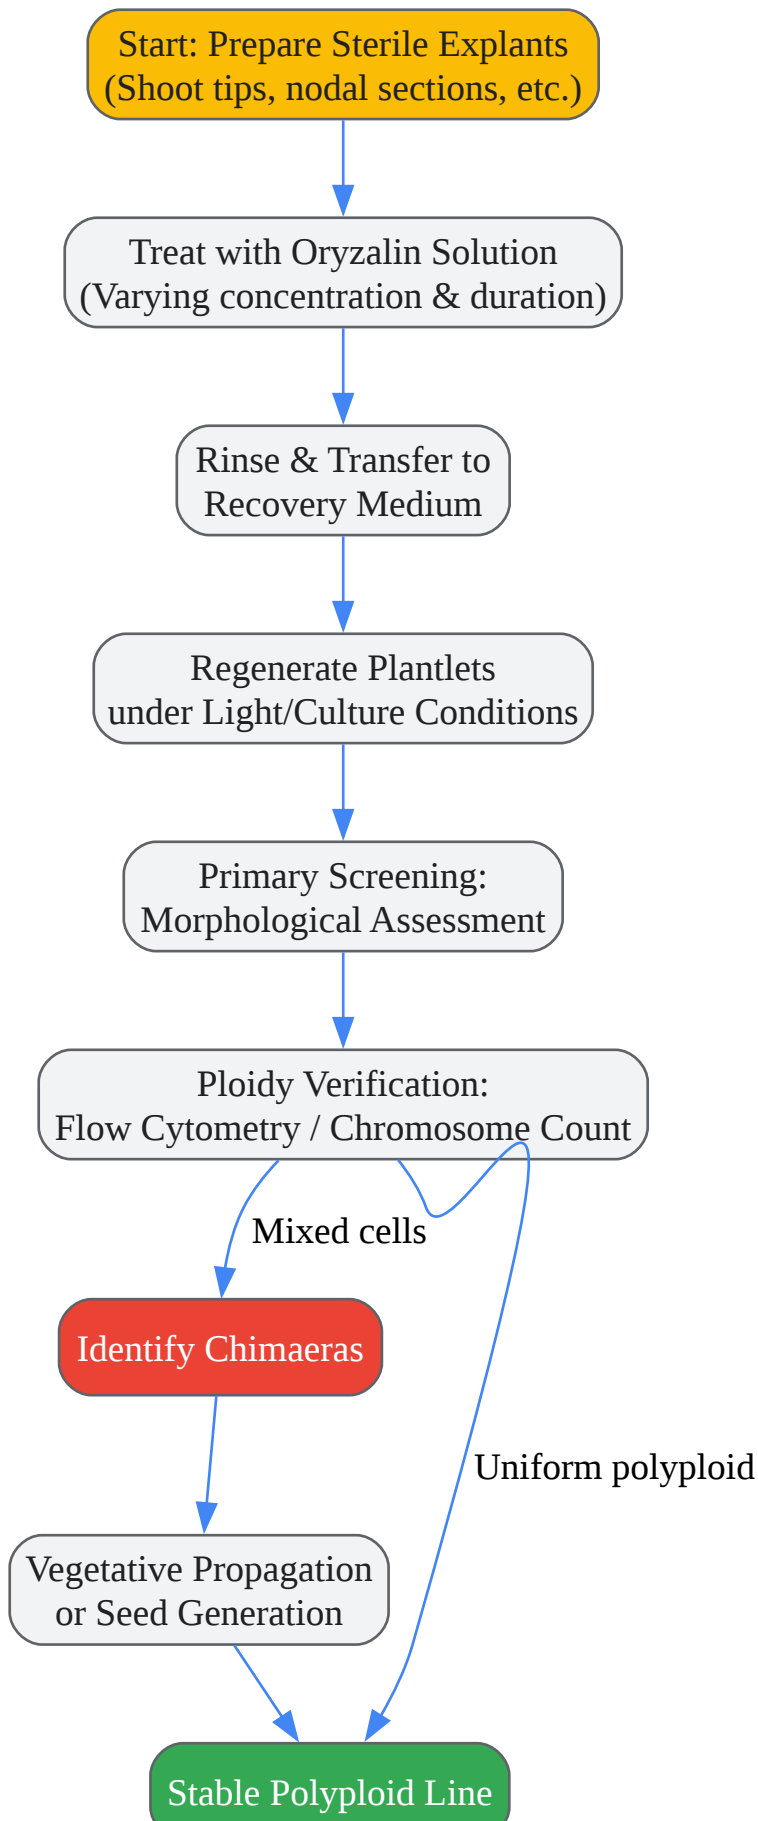 Start: Prepare Sterile Explants
(Shoot tips, nodal sections, etc.)
Treat with Oryzalin Solution
(Varying concentration & duration)
Rinse & Transfer to
Recovery Medium
Regenerate Plantlets
under Light/Culture Conditions
Primary Screening:
Morphological Assessment
Ploidy Verification:
Flow Cytometry / Chromosome Count
Mixed cells
Identify Chimaeras
Uniform polyploid
Vegetative Propagation
or Seed Generation
Stable Polyploid Line